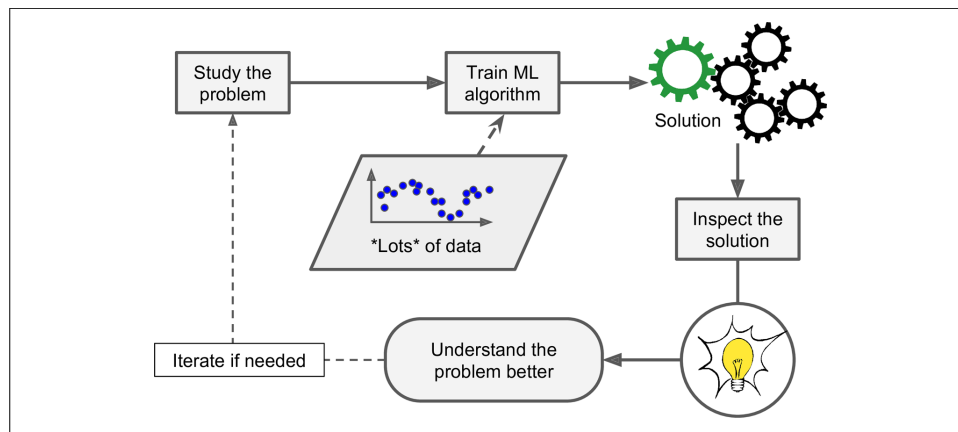 Study the
problem
Train ML
algorithm
Solution
*Lots* of data
Inspect the
solution
Understand the
problem better
Iterate if needed